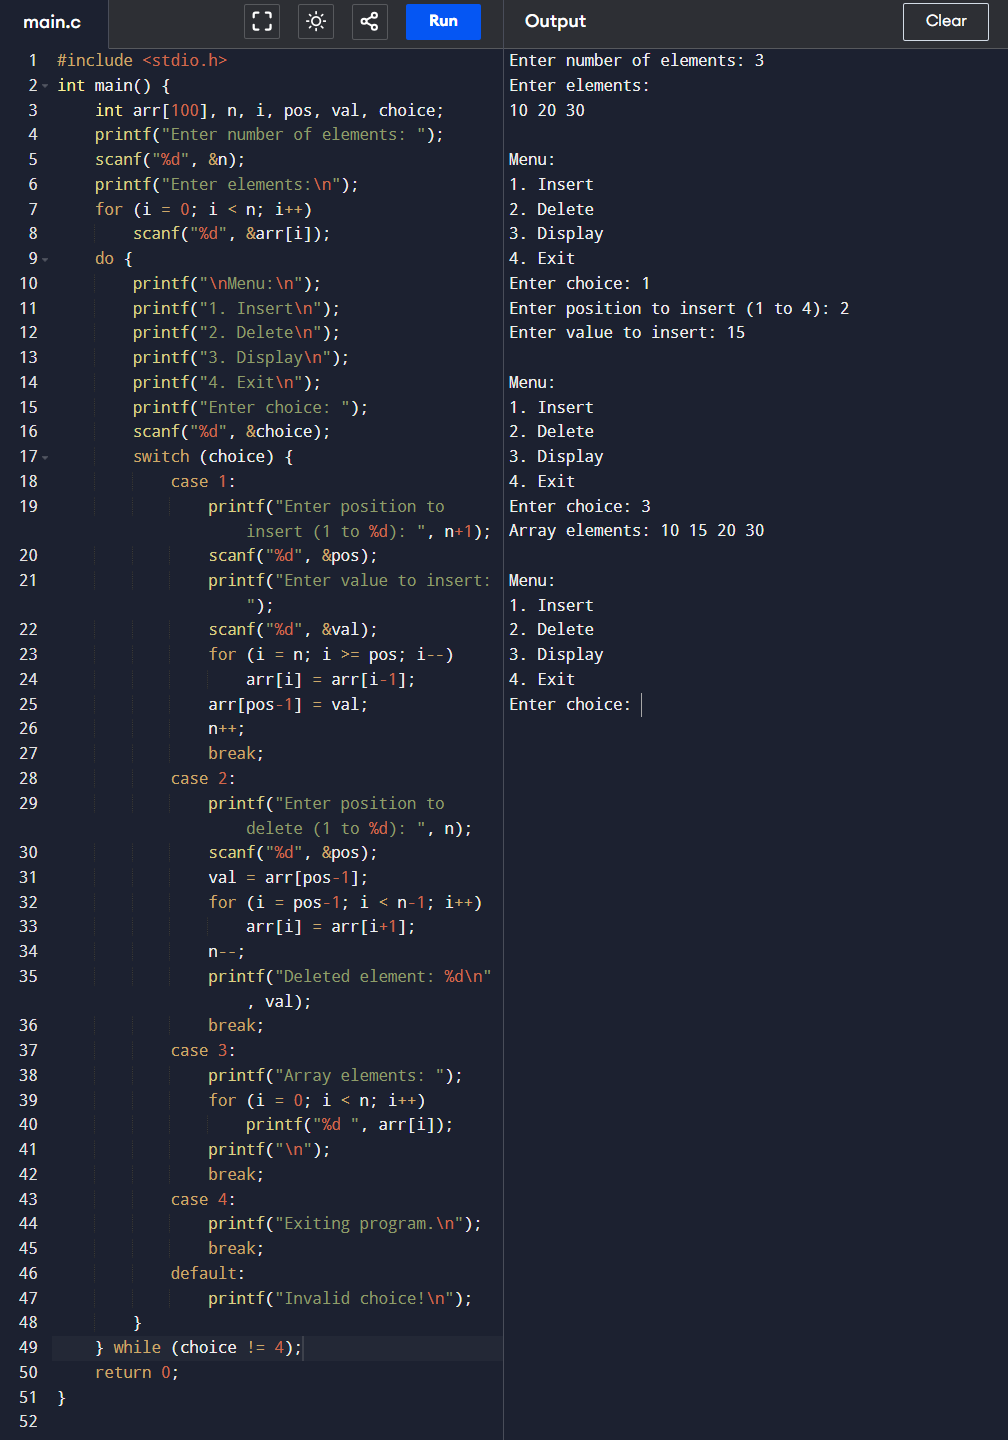 main.c
Run
Output
Clear
1 #include <stdio.h>
2 int main() {
3 int arr[100], n, i, pos, val, choice;
4 printf("Enter number of elements: ");
5 scanf("%d", &n);
6 printf("Enter elements:\n");
7 for (i = 0; i < n; i++)
8 scanf("%d", &arr[i]);
9 do {
10 printf("\nMenu:\n");
11 printf("1. Insert\n");
12 printf("2. Delete\n");
13 printf("3. Display\n");
14 printf("4. Exit\n");
15 printf("Enter choice: ");
16 scanf("%d", &choice);
17 switch (choice) {
18 case 1:
19 printf("Enter position to
insert (1 to %d): ", n+1);
20 scanf("%d", &pos);
21 printf("Enter value to insert:
");
22 scanf("%d", &val);
23 for (i = n; i >= pos; i--)
24 arr[i] = arr[i-1];
25 arr[pos-1] = val;
26 n++;
27 break;
28 case 2:
29 printf("Enter position to
delete (1 to %d): ", n);
30 scanf("%d", &pos);
31 val = arr[pos-1];
32 for (i = pos-1; i < n-1; i++)
33 arr[i] = arr[i+1];
34 n--;
35 printf("Deleted element: %d\n"
, val);
36 break;
37 case 3:
38 printf("Array elements: ");
39 for (i = 0; i < n; i++)
40 printf("%d ", arr[i]);
41 printf("\n");
42 break;
43 case 4:
44 printf("Exiting program.\n");
45 break;
46 default:
47 printf("Invalid choice!\n");
48 }
49 } while (choice != 4);
50 return 0;
51 }
52
Enter number of elements: 3
Enter elements:
10 20 30
Menu:
1. Insert
2. Delete
3. Display
4. Exit
Enter choice: 1
Enter position to insert (1 to 4): 2
Enter value to insert: 15
Menu:
1. Insert
2. Delete
3. Display
4. Exit
Enter choice: 3
Array elements: 10 15 20 30
Menu:
1. Insert
2. Delete
3. Display
4. Exit
Enter choice: